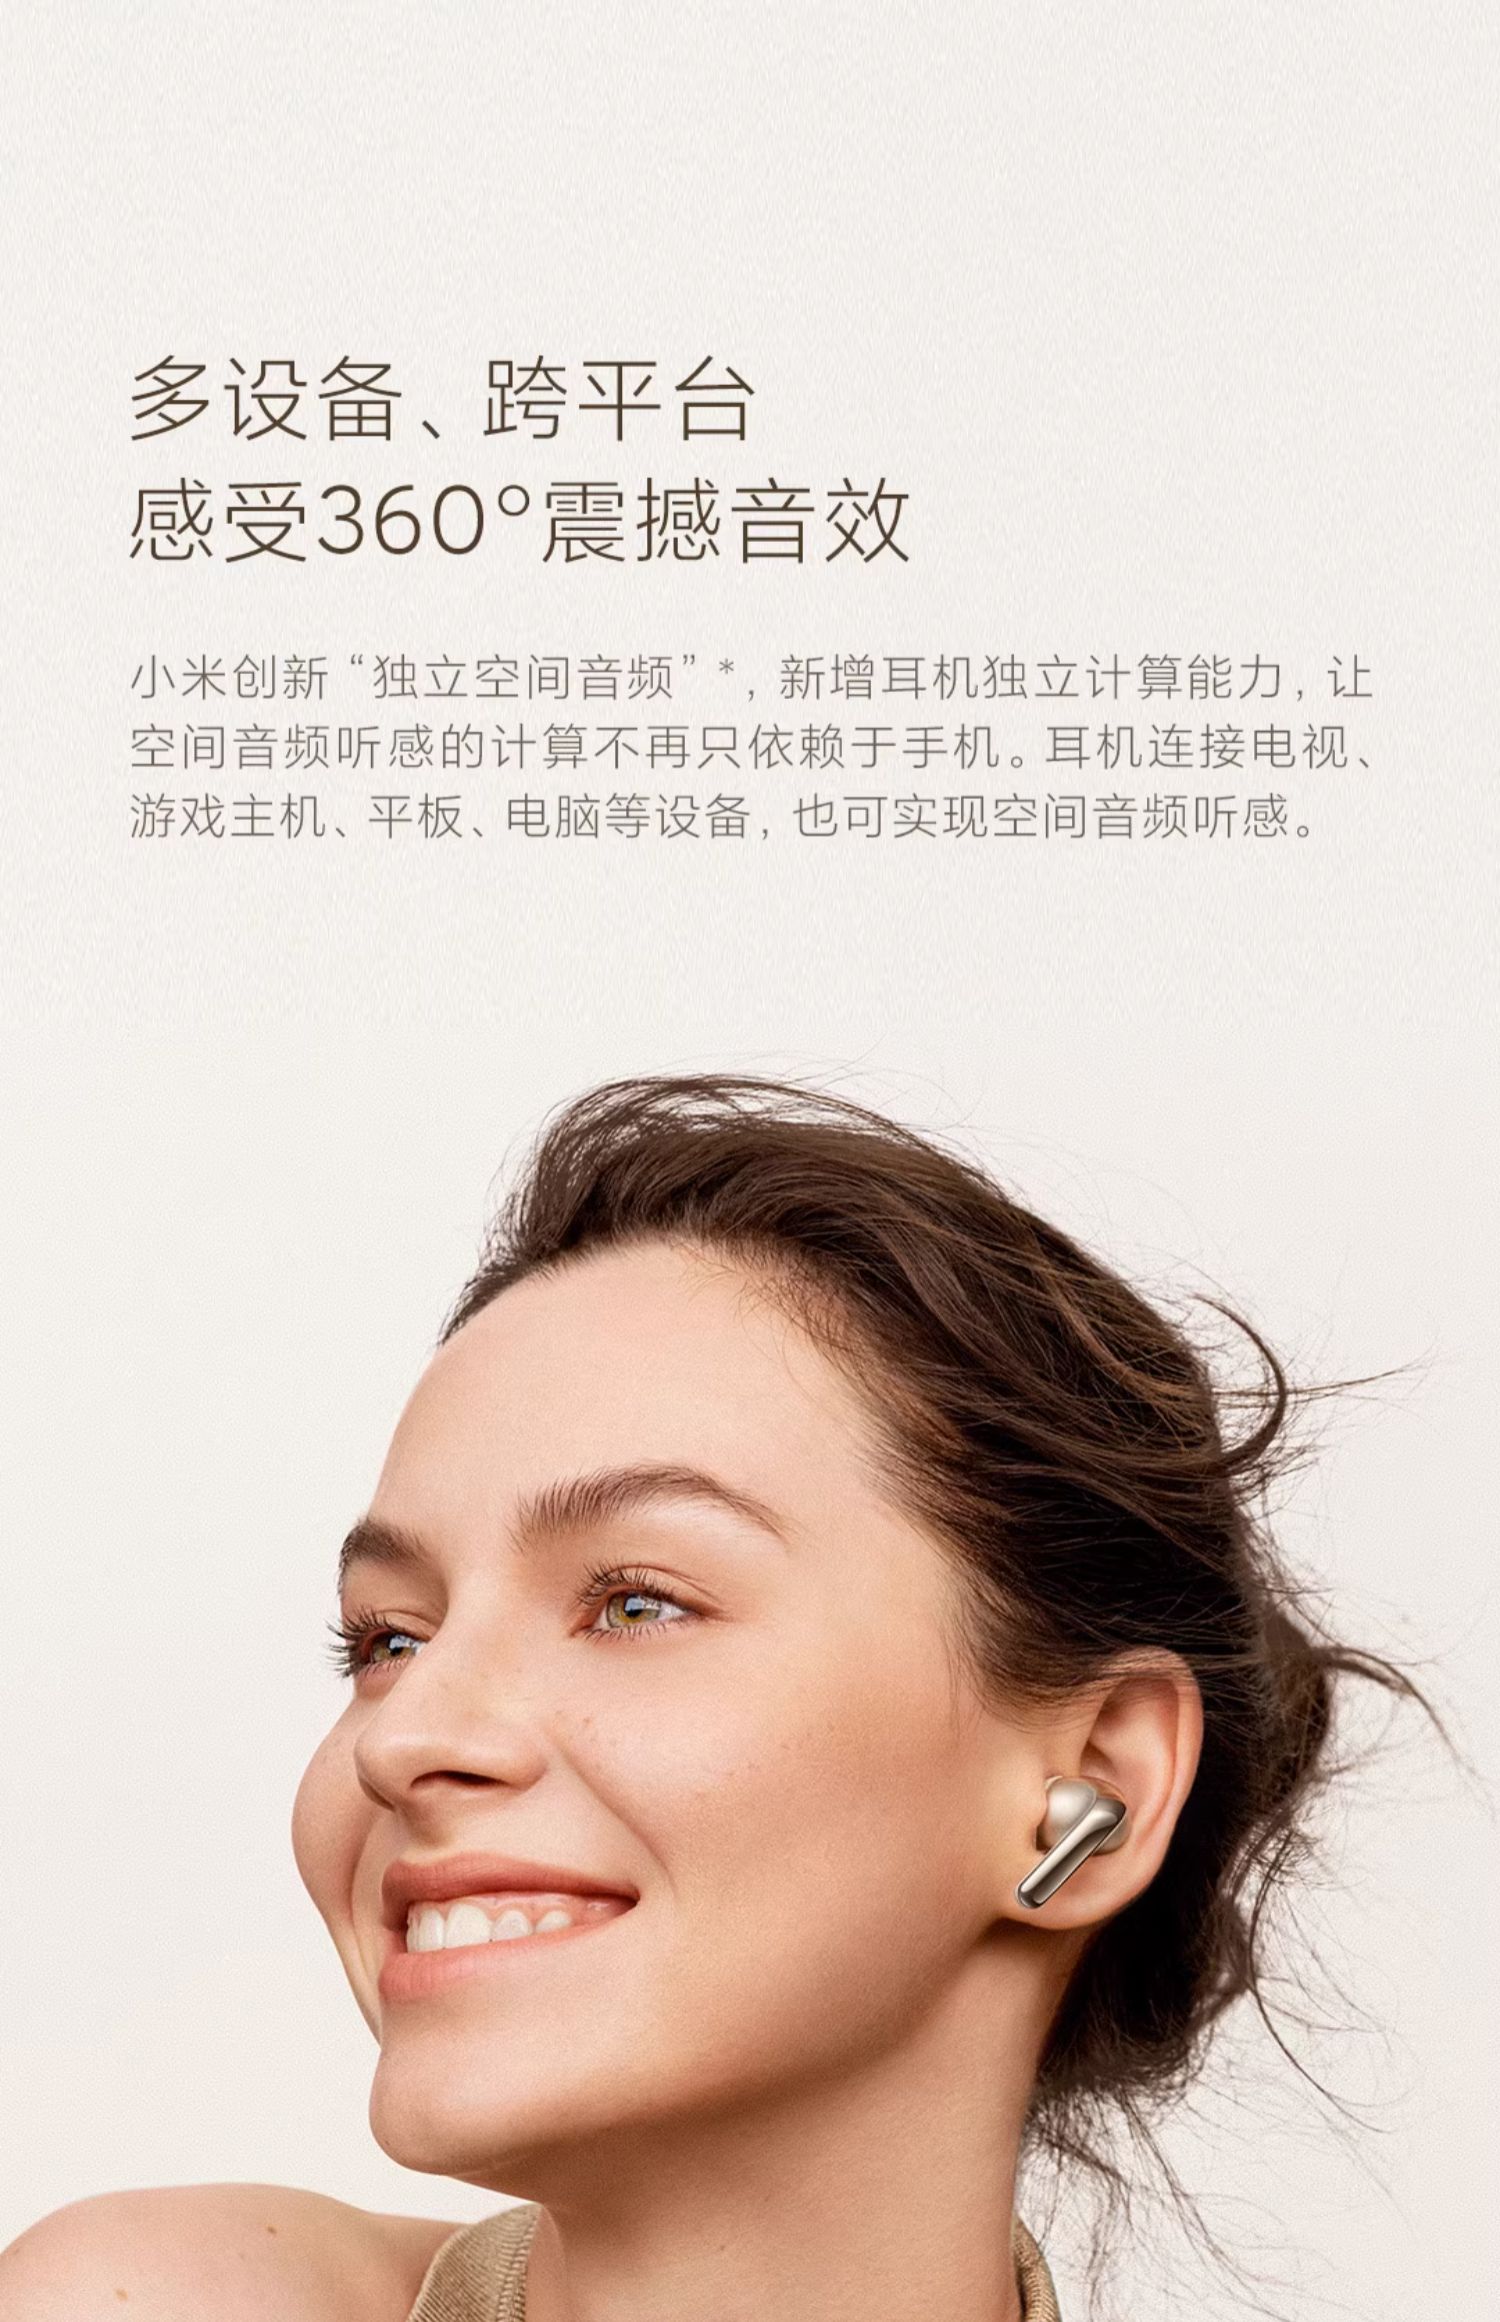 多设备、跨平台
感受360°震撼音效
小米创新“独立空间音频”*，新增耳机独立计算能力，让
空间音频听感的计算不再只依赖于手机。耳机连接电视、
游戏主机、平板、电脑等设备，也可实现空间音频听感。